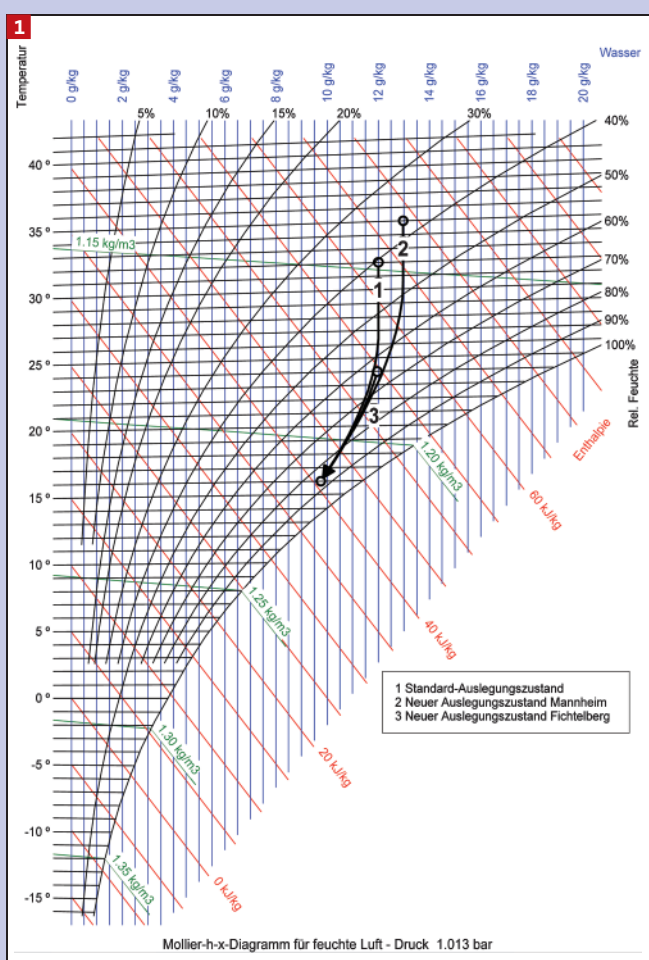 1
Temperatur
Wasser
0 g/kg 2 g/kg 4 g/kg 6 g/kg 8 g/kg 10 g/kg 12 g/kg 14 g/kg 16 g/kg 18 g/kg 20 g/kg
5% 10% 15% 20% 30% 40%
40 º
50%
35 º
1.15 kg/m3
2
60%
1
70%
30 º
80%
90%
25 º
100%
Rel. Feuchte
3
20 º
1.20 kg/m3
Enthalpie
15 º
60 kJ/kg
10 º
1.25 kg/m3
5 º
40 kJ/kg
0 º
1 Standard-Auslegungszustand
2 Neuer Auslegungszustand Mannheim
3 Neuer Auslegungszustand Fichtelberg
1.30 kg/m3
20 kJ/kg
-5 º
-10 º
1.35 kg/m3
0 kJ/kg
-15 º
Mollier-h-x-Diagramm für feuchte Luft - Druck 1.013 bar